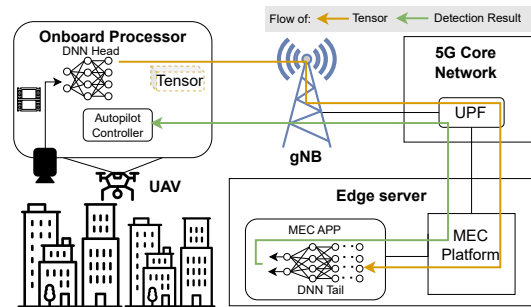 Flow of:
Tensor
Detection Result
Onboard Processor
DNN Head
Tensor
Autopilot
Controller
UAV
gNB
5G Core
Network
UPF
Edge server
MEC APP
DNN Tail
MEC
Platform